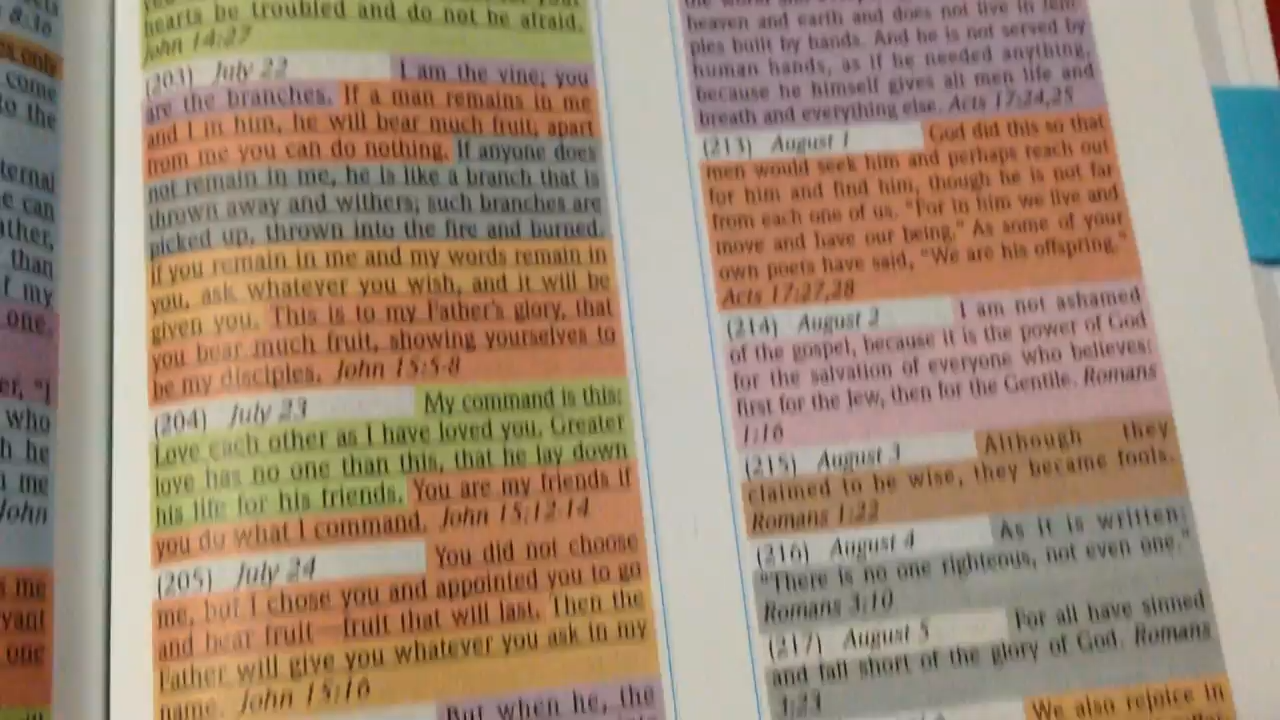 8:36
s only
come
to the
ternal
e can
ather,
than
f my
one.
er, "I
who
h he
me
John
s me
vant
one
hearts be troubled and do not be afraid.
John 14:27
(203) July 22 I am the vine; you
are the branches. If a man remains in me
and I in him, he will bear much fruit, apart
from me you can do nothing. If anyone does
not remain in me, he is like a branch that is
thrown away and withers; such branches are
picked up, thrown into the fire and burned.
If you remain in me and my words remain in
you, ask whatever you wish, and it will be
given you. This is to my Father's glory, that
you bear much fruit, showing yourselves to
be my disciples. John 15:5-8
(204) July 23 My command is this:
Love each other as I have loved you. Greater
love has no one than this, that he lay down
his life for his friends. You are my friends if
you do what I command. John 15:12-14
(205) July 24 You did not choose
me, but I chose you and appointed you to go
and bear fruit—fruit that will last. Then the
Father will give you whatever you ask in my
name. John 15:16
But when he, the
heaven and earth and does not live in tem-
ples built by hands. And he is not served by
human hands, as if he needed anything,
because he himself gives all men life and
breath and everything else. Acts 17:24,25
(213) August 1 God did this so that
men would seek him and perhaps reach out
for him and find him, though he is not far
from each one of us. "For in him we live and
move and have our being." As some of your
own poets have said, "We are his offspring."
Acts 17:27,28
(214) August 2 I am not ashamed
of the gospel, because it is the power of God
for the salvation of everyone who believes:
first for the Jew, then for the Gentile. Romans
1:16
(215) August 3 Although they
claimed to be wise, they became fools.
Romans 1:22
(216) August 4 As it is written:
"There is no one righteous, not even one."
Romans 3:10
(217) August 5 For all have sinned
and fall short of the glory of God. Romans
3:23
We also rejoice in